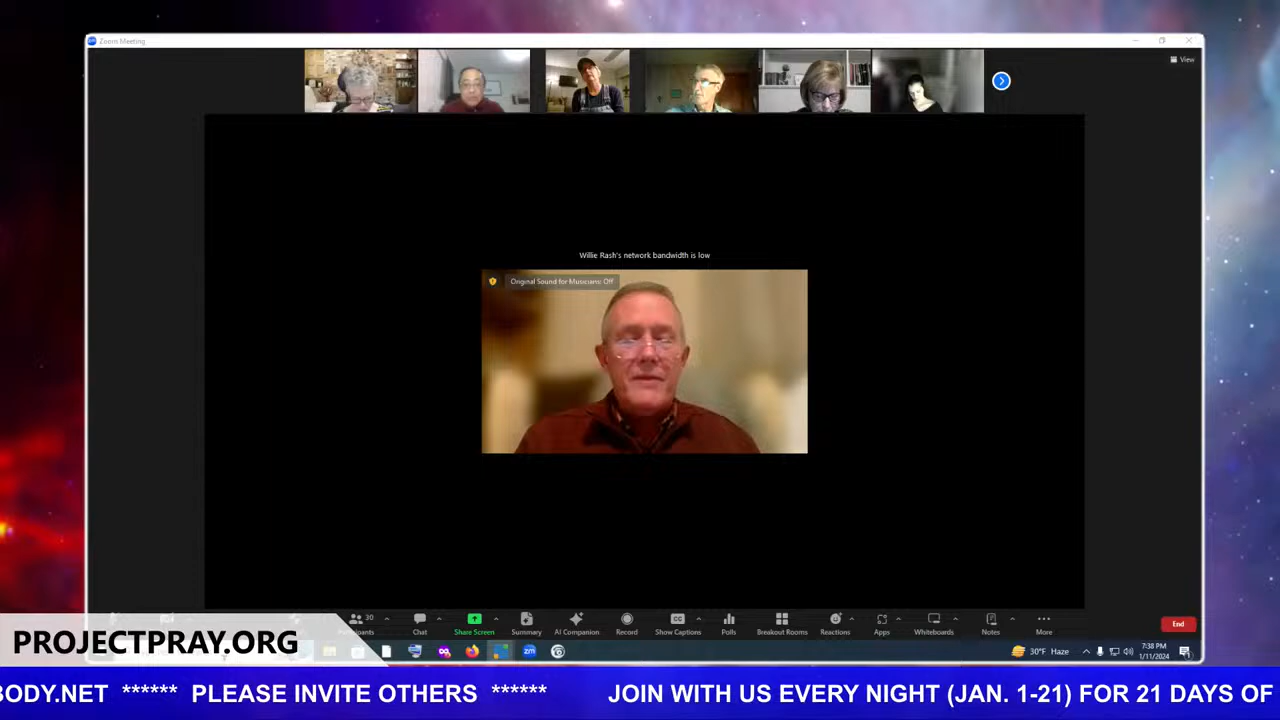 Zoom Meeting
View
Willie Rash's network bandwidth is low
Original Sound for Musicians: Off
30
Participants
Chat
Share Screen
Summary
AI Companion
Record
CC
Show Captions
Polls
Breakout Rooms
Reactions
Apps
Whiteboards
Notes
More
End
PROJECTPRAY.ORG
zm
30°F Haze
7:38 PM
1/11/2024
BODY.NET ****** PLEASE INVITE OTHERS ****** JOIN WITH US EVERY NIGHT (JAN. 1-21) FOR 21 DAYS OF